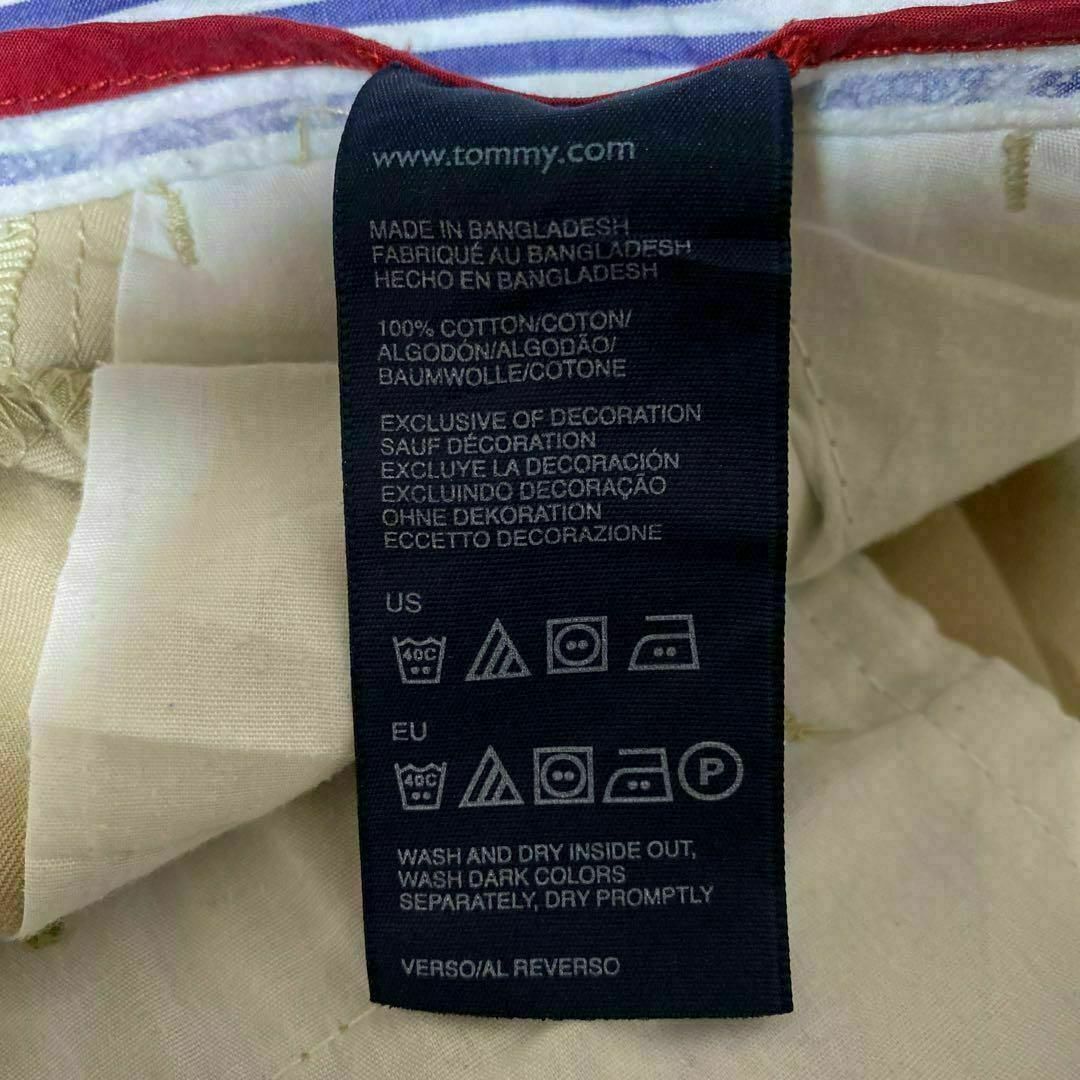 www.tommy.com
MADE IN BANGLADESH
FABRIQUÉ AU BANGLADESH
HECHO EN BANGLADESH
100% COTTON/COTON/
ALGODÓN/ALGODÃO/
BAUMWOLLE/COTONE
EXCLUSIVE OF DECORATION
SAUF DÉCORATION
EXCLUYE LA DECORACIÓN
EXCLUINDO DECORAÇAO
OHNE DEKORATION
ECCETTO DECORAZIONE
US
40C
EU
40C P
WASH AND DRY INSIDE OUT,
WASH DARK COLORS
SEPARATELY, DRY PROMPTLY
VERSO/AL REVERSO